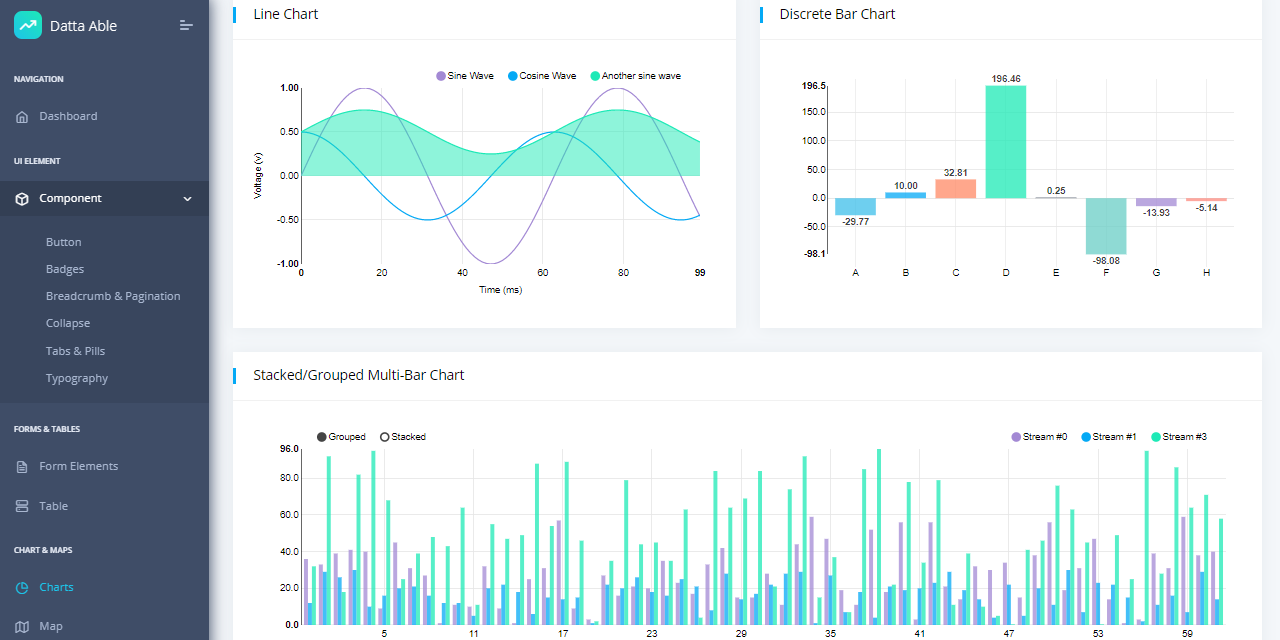 Datta Able
NAVIGATION
Dashboard
UI ELEMENT
Component
Button
Badges
Breadcrumb & Pagination
Collapse
Tabs & Pills
Typography
FORMS & TABLES
Form Elements
Table
CHART & MAPS
Charts
Map
Line Chart
Sine Wave Cosine Wave Another sine wave
1.00
0.50
0.00
-0.50
-1.00
Voltage (v)
0 20 40 60 80 99
Time (ms)
Discrete Bar Chart
196.5
150.0
100.0
50.0
0.0
-50.0
-98.1
-29.77 10.00 32.81 196.46 0.25 -98.08 -13.93 -5.14
A B C D E F G H
Stacked/Grouped Multi-Bar Chart
Grouped Stacked Stream #0 Stream #1 Stream #3
96.0
80.0
60.0
40.0
20.0
0.0
5 11 17 23 29 35 41 47 53 59